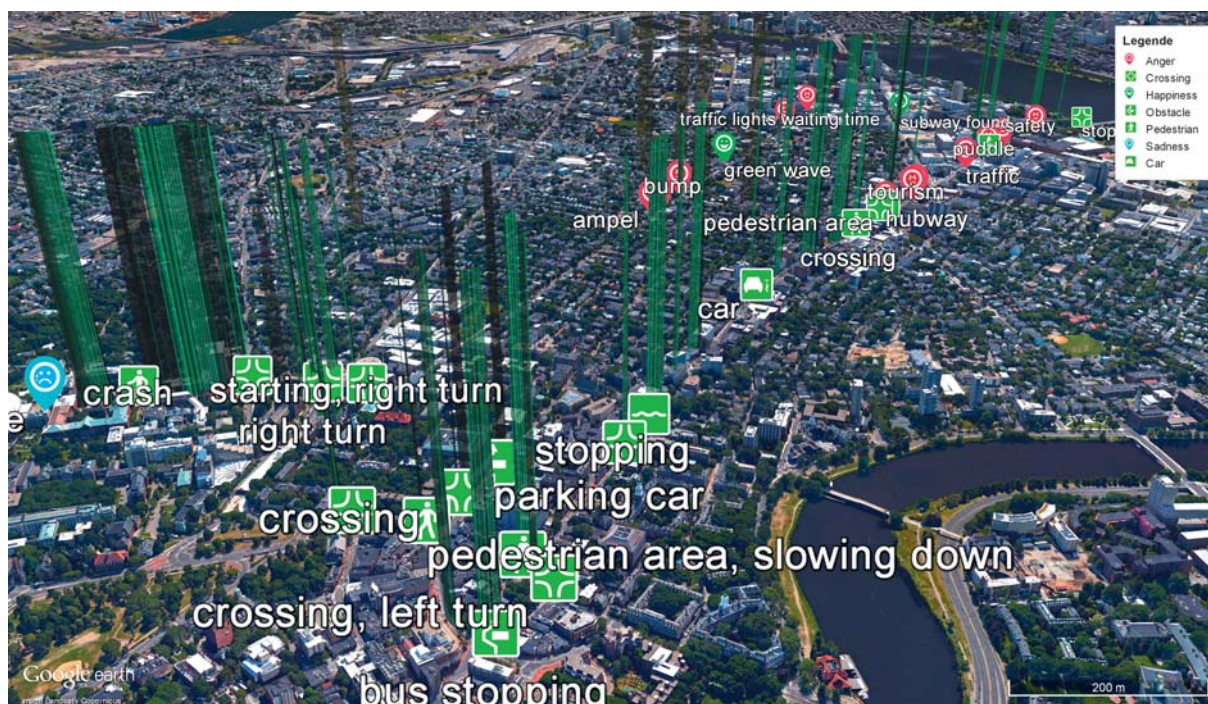 Legende
Anger
Crossing
Happiness
Obstacle
Pedestrian
Sadness
Car
traffic lights waiting time
subway found
safety
stop
puddle
green wave
traffic
bump
tourism
ampel
pedestrian area
hubway
crossing
car
crash
starting, right turn
e
right turn
stopping
parking car
crossing
pedestrian area, slowing down
crossing, left turn
bus stopping
Google earth
200 m